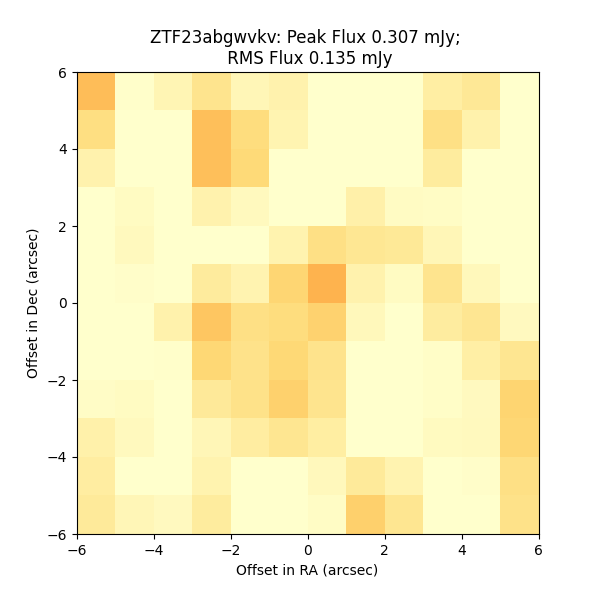 ZTF23abgwvkv: Peak Flux 0.307 mJy;
RMS Flux 0.135 mJy
6
4
2
0
−2
−4
−6
Offset in Dec (arcsec)
−6 −4 −2 0 2 4 6
Offset in RA (arcsec)